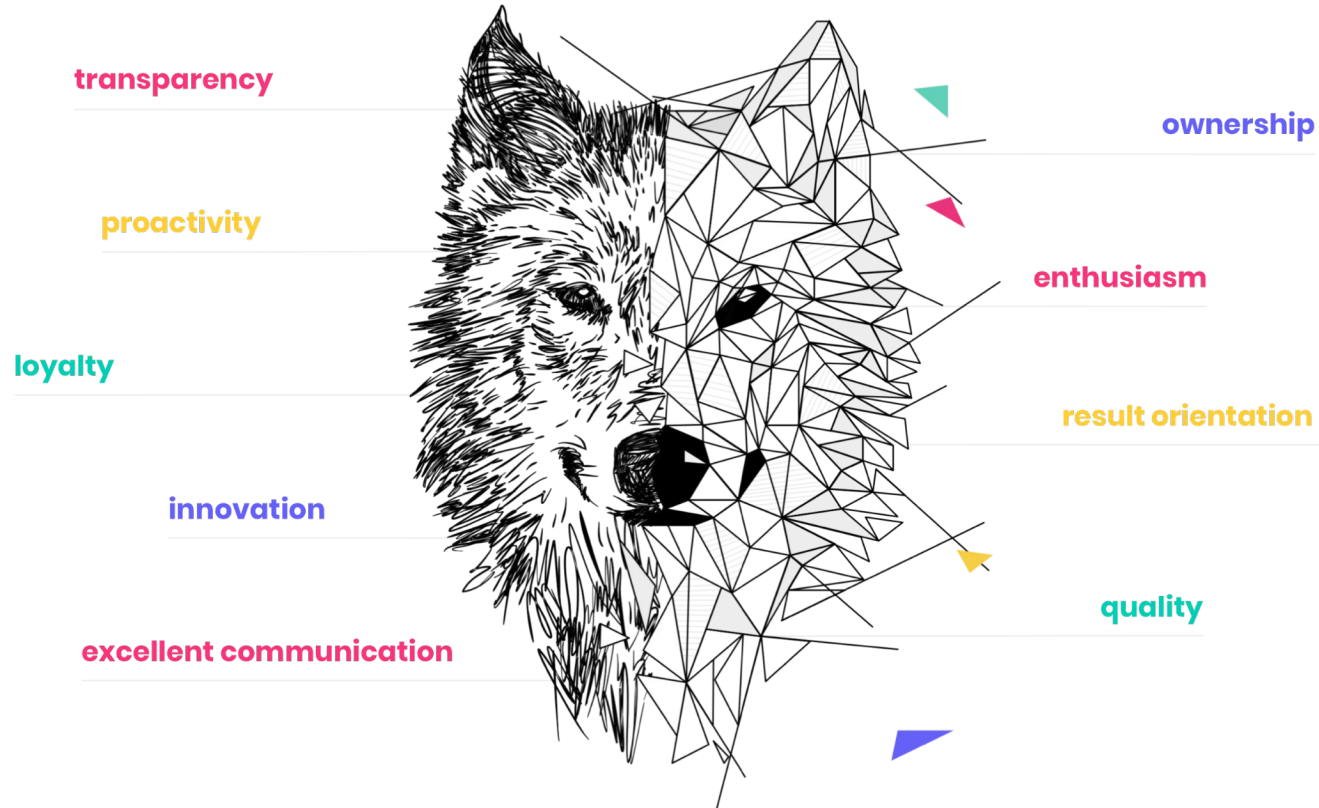 transparency
proactivity
loyalty
innovation
excellent communication
ownership
enthusiasm
result orientation
quality